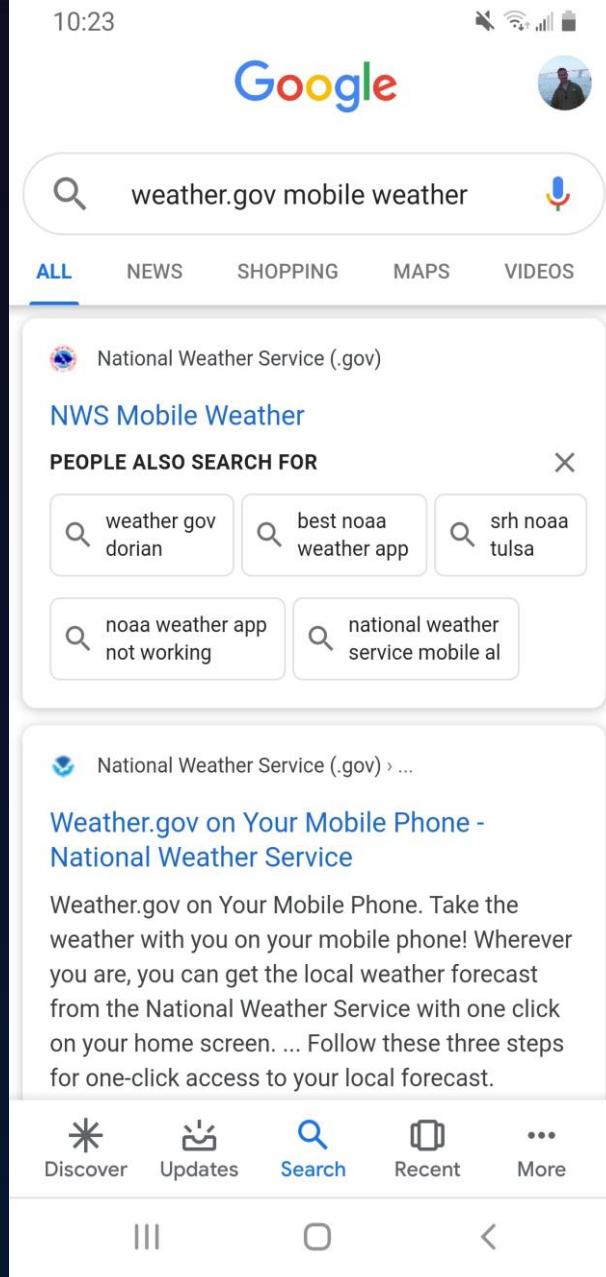 10:23
Google
weather.gov mobile weather
ALL NEWS SHOPPING MAPS VIDEOS
National Weather Service (.gov)
NWS Mobile Weather
PEOPLE ALSO SEARCH FOR
weather gov
dorian
best noaa
weather app
srh noaa
tulsa
noaa weather app
not working
national weather
service mobile al
National Weather Service (.gov) › ...
Weather.gov on Your Mobile Phone -
National Weather Service
Weather.gov on Your Mobile Phone. Take the
weather with you on your mobile phone! Wherever
you are, you can get the local weather forecast
from the National Weather Service with one click
on your home screen. ... Follow these three steps
for one-click access to your local forecast.
Discover Updates Search Recent More